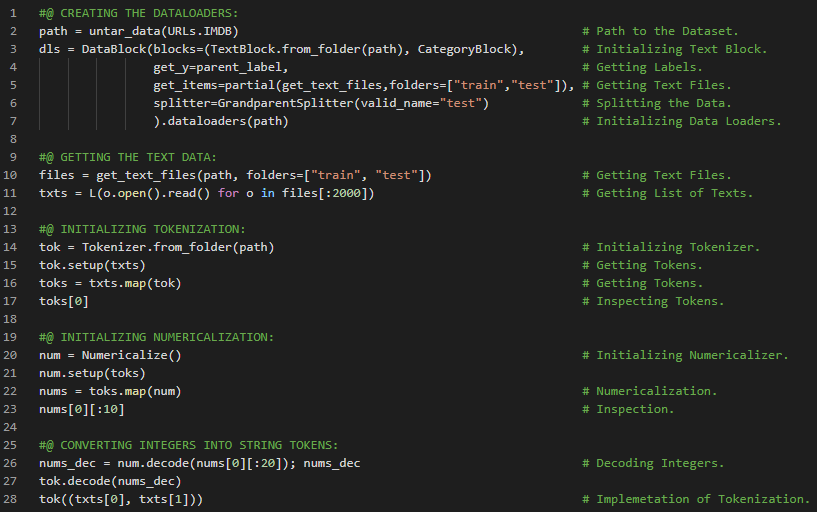 1 #@ CREATING THE DATALOADERS:
2 path = untar_data(URLs.IMDB) # Path to the Dataset.
3 dls = DataBlock(blocks=(TextBlock.from_folder(path), CategoryBlock), # Initializing Text Block.
4 get_y=parent_label, # Getting Labels.
5 get_items=partial(get_text_files,folders=["train","test"]), # Getting Text Files.
6 splitter=GrandparentSplitter(valid_name="test") # Splitting the Data.
7 ).dataloaders(path) # Initializing Data Loaders.
8
9 #@ GETTING THE TEXT DATA:
10 files = get_text_files(path, folders=["train", "test"]) # Getting Text Files.
11 txts = L(o.open().read() for o in files[:2000]) # Getting List of Texts.
12
13 #@ INITIALIZING TOKENIZATION:
14 tok = Tokenizer.from_folder(path) # Initializing Tokenizer.
15 tok.setup(txts) # Getting Tokens.
16 toks = txts.map(tok) # Getting Tokens.
17 toks[0] # Inspecting Tokens.
18
19 #@ INITIALIZING NUMERICALIZATION:
20 num = Numericalize() # Initializing Numericalizer.
21 num.setup(toks)
22 nums = toks.map(num) # Numericalization.
23 nums[0][:10] # Inspection.
24
25 #@ CONVERTING INTEGERS INTO STRING TOKENS:
26 nums_dec = num.decode(nums[0][:20]); nums_dec # Decoding Integers.
27 tok.decode(nums_dec)
28 tok((txts[0], txts[1])) # Implemetation of Tokenization.